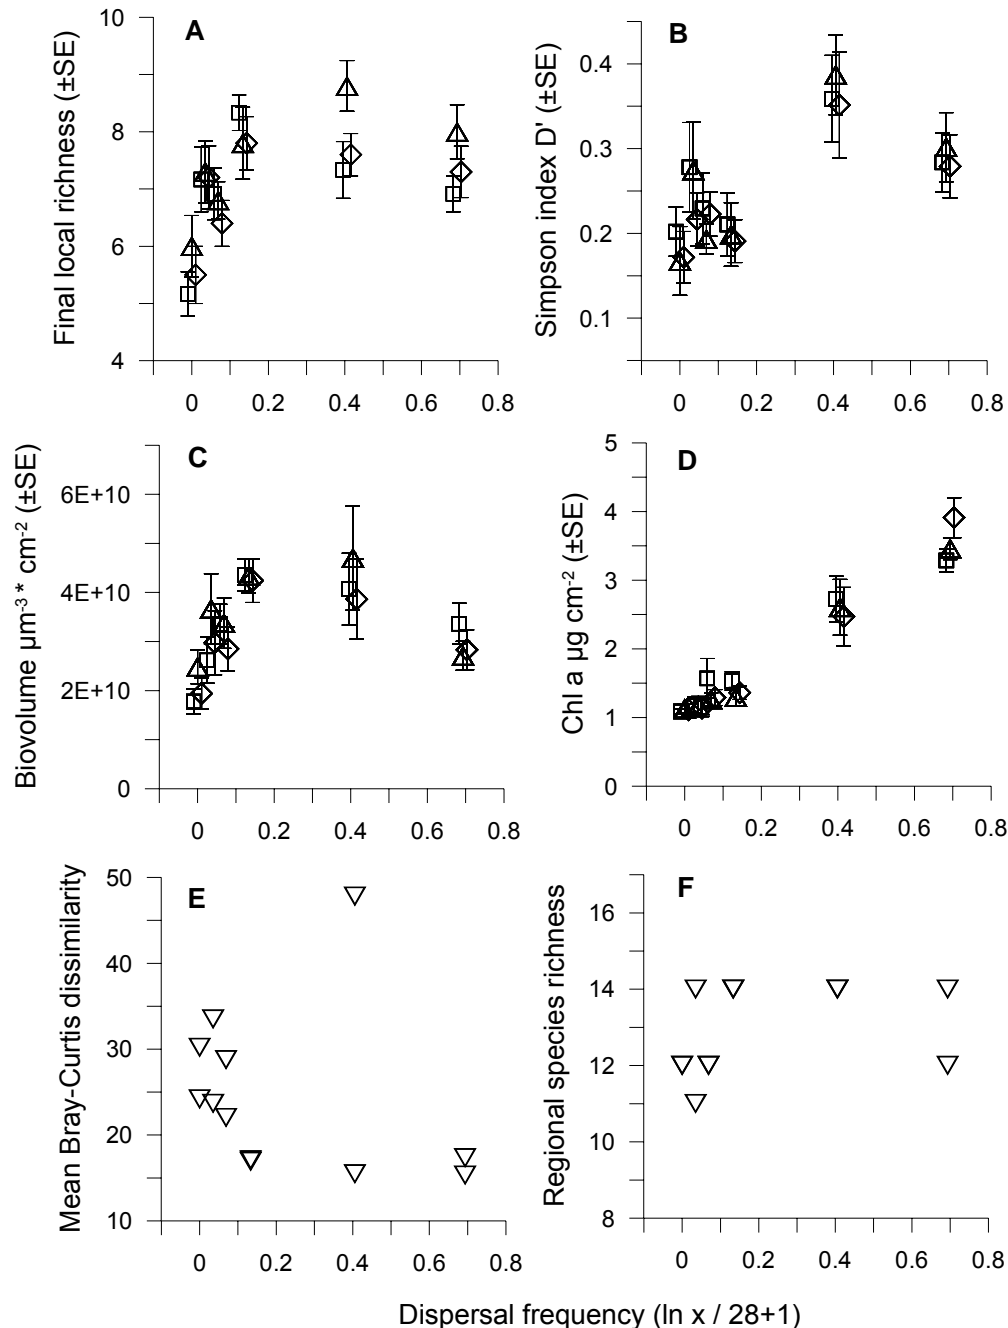 A
Final local richness (±SE)
10
8
6
4
0 0.2 0.4 0.6 0.8
B
Simpson index D' (±SE)
0.4
0.3
0.2
0.1
0 0.2 0.4 0.6 0.8
C
Biovolume µm-3 * cm-2 (±SE)
6E+10
4E+10
2E+10
0
0 0.2 0.4 0.6 0.8
D
Chl a µg cm-2 (±SE)
5
4
3
2
1
0
0 0.2 0.4 0.6 0.8
E
Mean Bray-Curtis dissimilarity
50
40
30
20
10
0 0.2 0.4 0.6 0.8
F
Regional species richness
16
14
12
10
8
0 0.2 0.4 0.6 0.8
Dispersal frequency (ln x / 28+1)